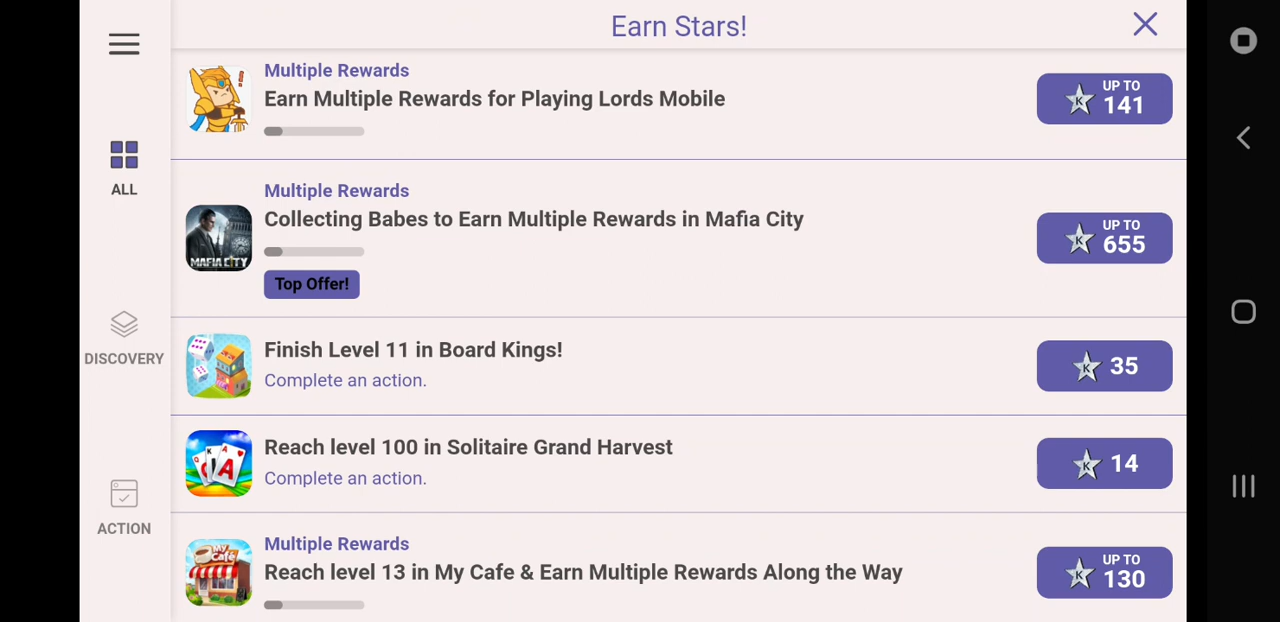 Earn Stars!
Multiple Rewards
Earn Multiple Rewards for Playing Lords Mobile
UP TO
141
ALL
Multiple Rewards
Collecting Babes to Earn Multiple Rewards in Mafia City
Top Offer!
MAFIA CITY
UP TO
655
DISCOVERY
Finish Level 11 in Board Kings!
Complete an action.
K
35
Reach level 100 in Solitaire Grand Harvest
Complete an action.
K
14
ACTION
Multiple Rewards
Reach level 13 in My Cafe & Earn Multiple Rewards Along the Way
My Café
UP TO
130